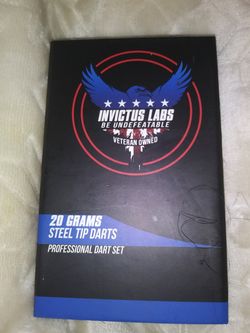 INVICTUS LABS
BE UNDEFEATABLE
VETERAN OWNED
20 GRAMS
STEEL TIP DARTS
PROFESSIONAL DART SET